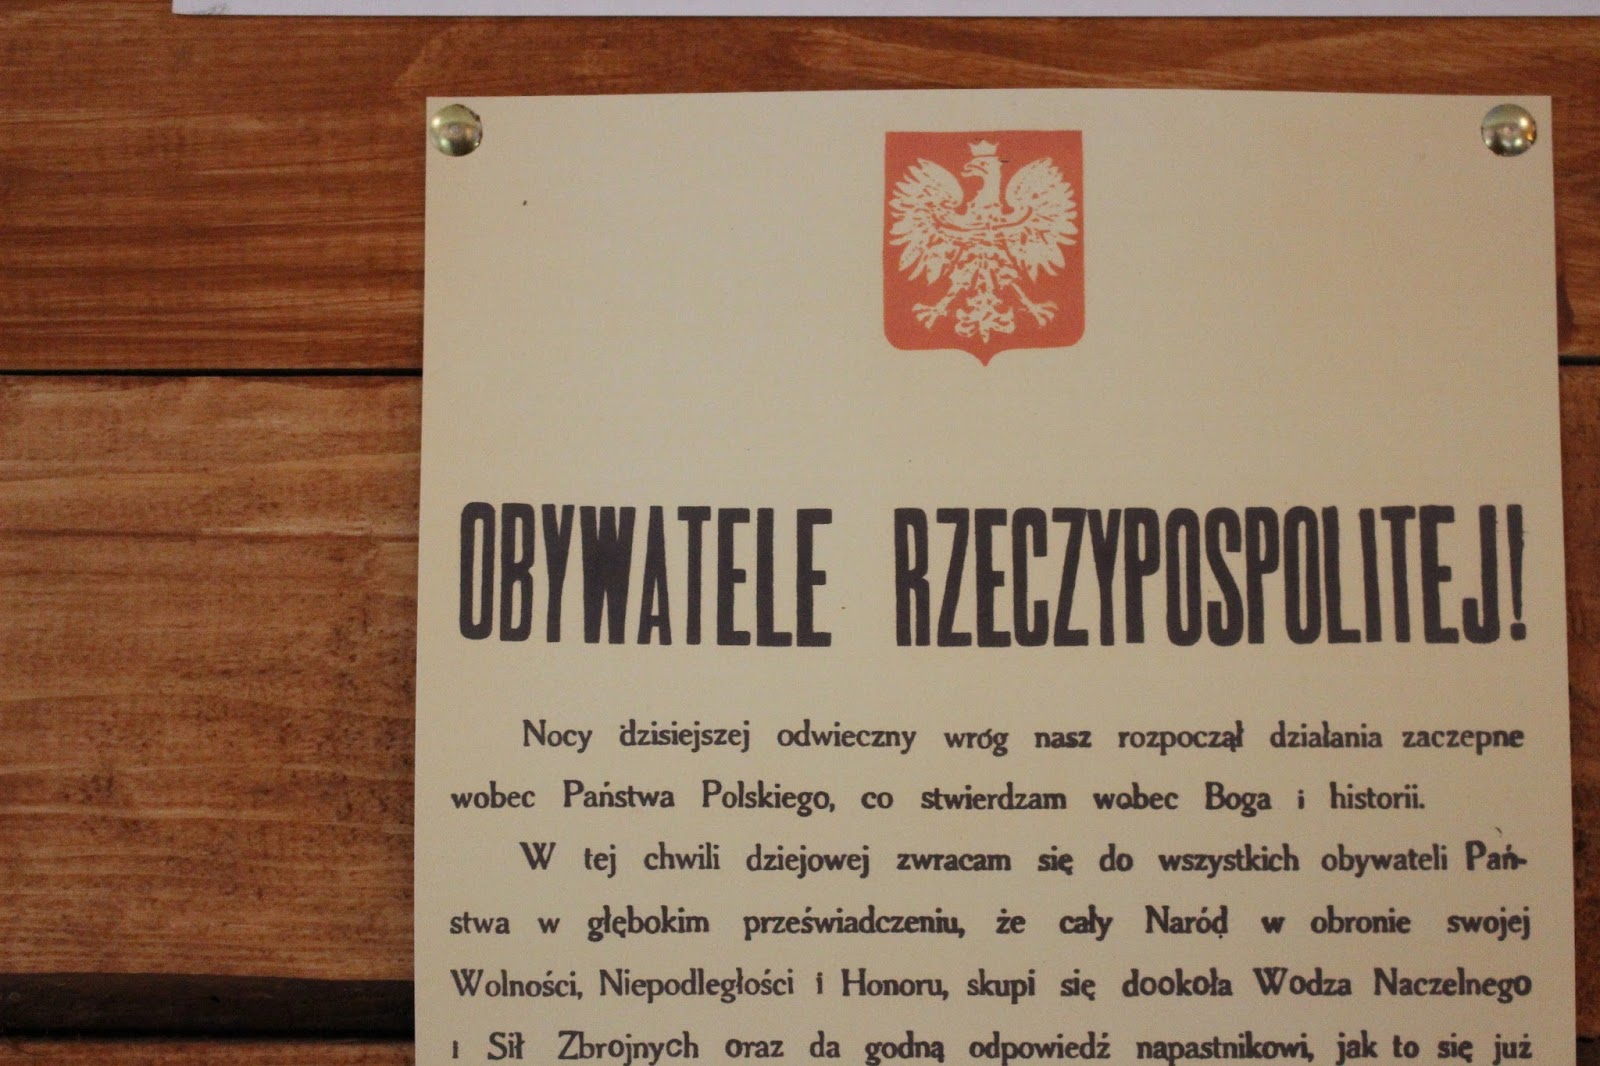 OBYWATELE RZECZYPOSPOLITEJ!
Nocy dzisiejszej odwieczny wróg nasz rozpoczął działania zaczepne
wobec Państwa Polskiego, co stwierdzam wobec Boga i historii.
W tej chwili dziejowej zwracam się do wszystkich obywateli Pań-
stwa w głębokim przeświadczeniu, że cały Naród w obronie swojej
Wolności, Niepodległości i Honoru, skupi się dookoła Wodza Naczelnego
i Sił Zbrojnych oraz da godną odpowiedź napastnikowi, jak to się już